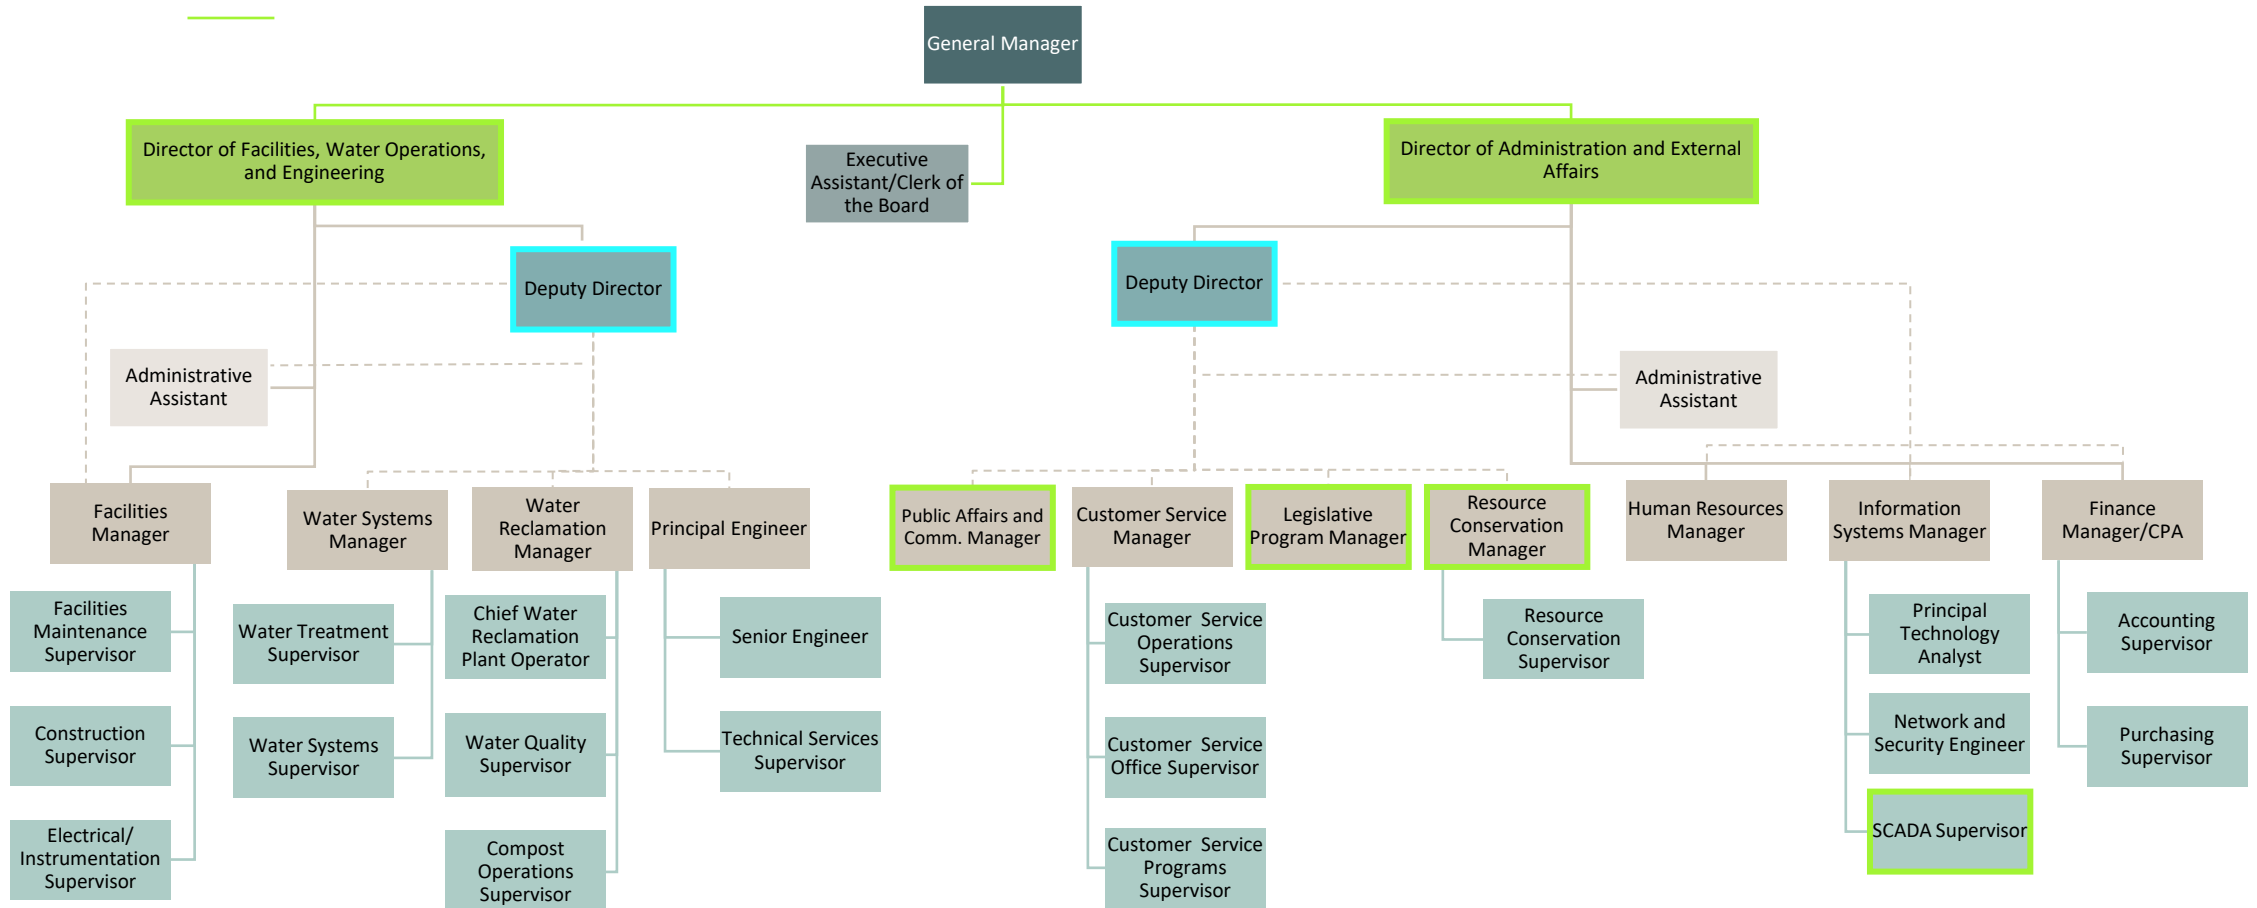 General Manager
Director of Facilities, Water Operations,
and Engineering
Executive
Assistant/Clerk of
the Board
Director of Administration and External
Affairs
Deputy Director
Deputy Director
Administrative
Assistant
Administrative
Assistant
Facilities
Manager
Water Systems
Manager
Water
Reclamation
Manager
Principal Engineer
Public Affairs and
Comm. Manager
Customer Service
Manager
Legislative
Program Manager
Resource
Conservation
Manager
Human Resources
Manager
Information
Systems Manager
Finance
Manager/CPA
Facilities
Maintenance
Supervisor
Water Treatment
Supervisor
Chief Water
Reclamation
Plant Operator
Senior Engineer
Customer Service
Operations
Supervisor
Resource
Conservation
Supervisor
Principal
Technology
Analyst
Accounting
Supervisor
Construction
Supervisor
Water Systems
Supervisor
Water Quality
Supervisor
Technical Services
Supervisor
Customer Service
Office Supervisor
Network and
Security Engineer
Purchasing
Supervisor
Electrical/
Instrumentation
Supervisor
Compost
Operations
Supervisor
Customer Service
Programs
Supervisor
SCADA Supervisor